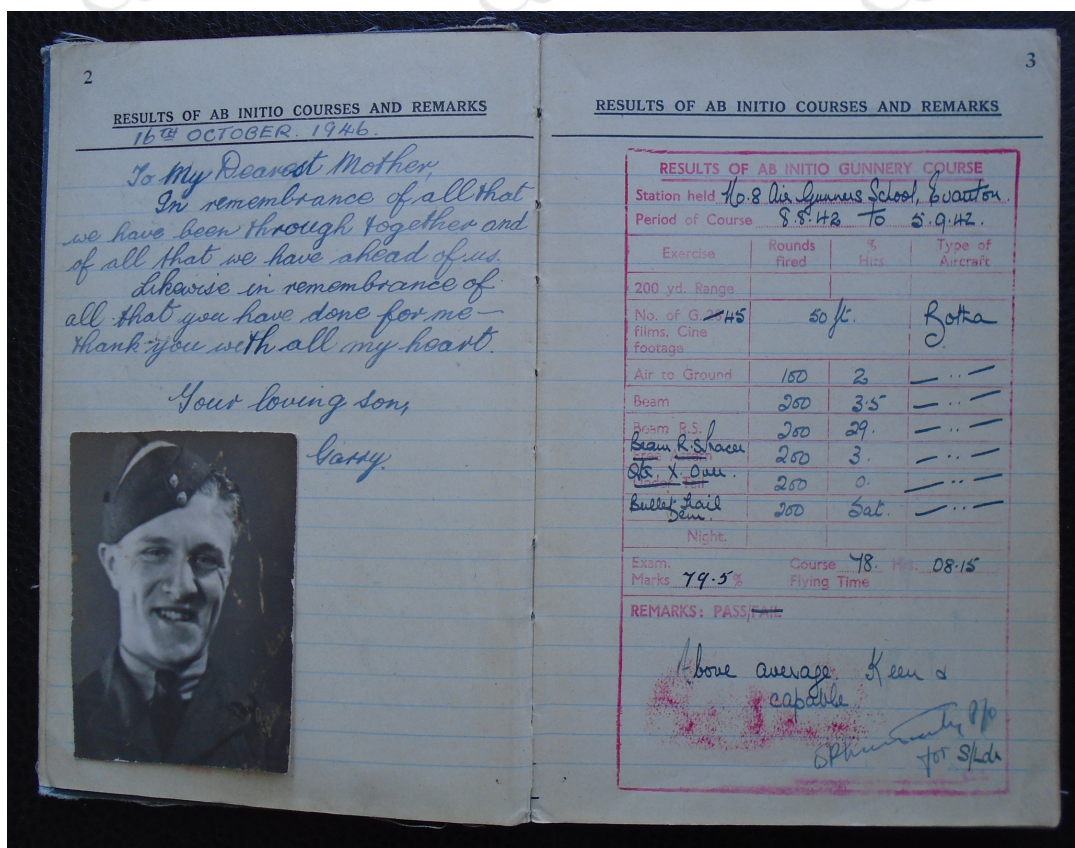 2
RESULTS OF AB INITIO COURSES AND REMARKS
16TH OCTOBER. 1946.
To My Dearest Mother,
In remembrance of all that
we have been through together and
of all that we have ahead of us.
Likewise in remembrance of
all that you have done for me—
thank-you with all my heart.
Your loving son,
Garry.
3
RESULTS OF AB INITIO COURSES AND REMARKS
RESULTS OF AB INITIO GUNNERY COURSE
Station held No.8 Air Gunners School, Evanton.
Period of Course 8.8.42 To 5.9.42.
Exercise Rounds fired % Hits Type of Aircraft
200 yd. Range
No. of G. 45 films, Cine footage 50 ft. Botha
Air to Ground 100 2 — ·· —
Beam 200 3.5 — ·· —
Beam R.S. 200 29. — ·· —
Beam R.S. tracer 200 3. — ·· —
Qtr. X. Over. 200 0. — ·· —
Bullet Trail Dem. 200 Sat. — ·· —
Night.
Exam. Marks 79.5% Course 78. Hrs. 08.15
Flying Time
REMARKS: PASS/FAIL
Above average. Keen &
capable
P/O
for S/Ldr